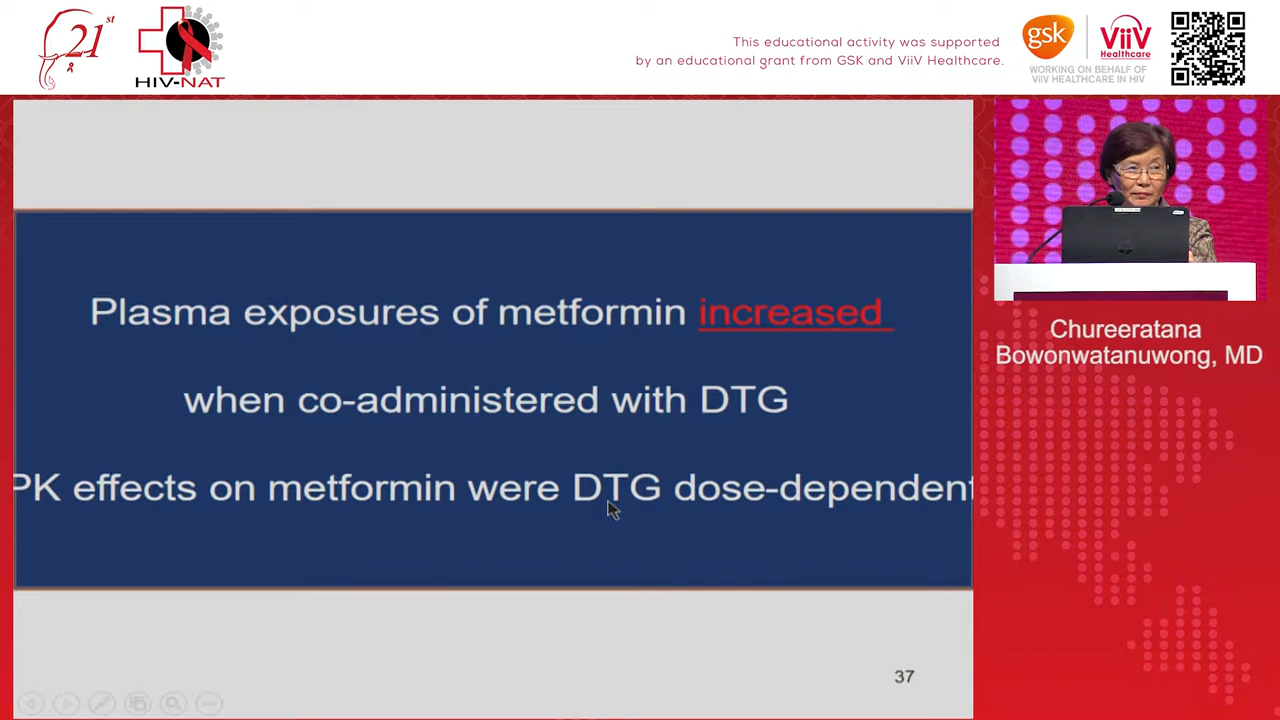 21st
HIV-NAT
This educational activity was supported
by an educational grant from GSK and ViiV Healthcare.
gsk
ViiV
Healthcare
WORKING ON BEHALF OF
ViiV HEALTHCARE IN HIV
Plasma exposures of metformin increased
when co-administered with DTG
PK effects on metformin were DTG dose-dependent
37
Chureeratana
Bowonwatanuwong, MD